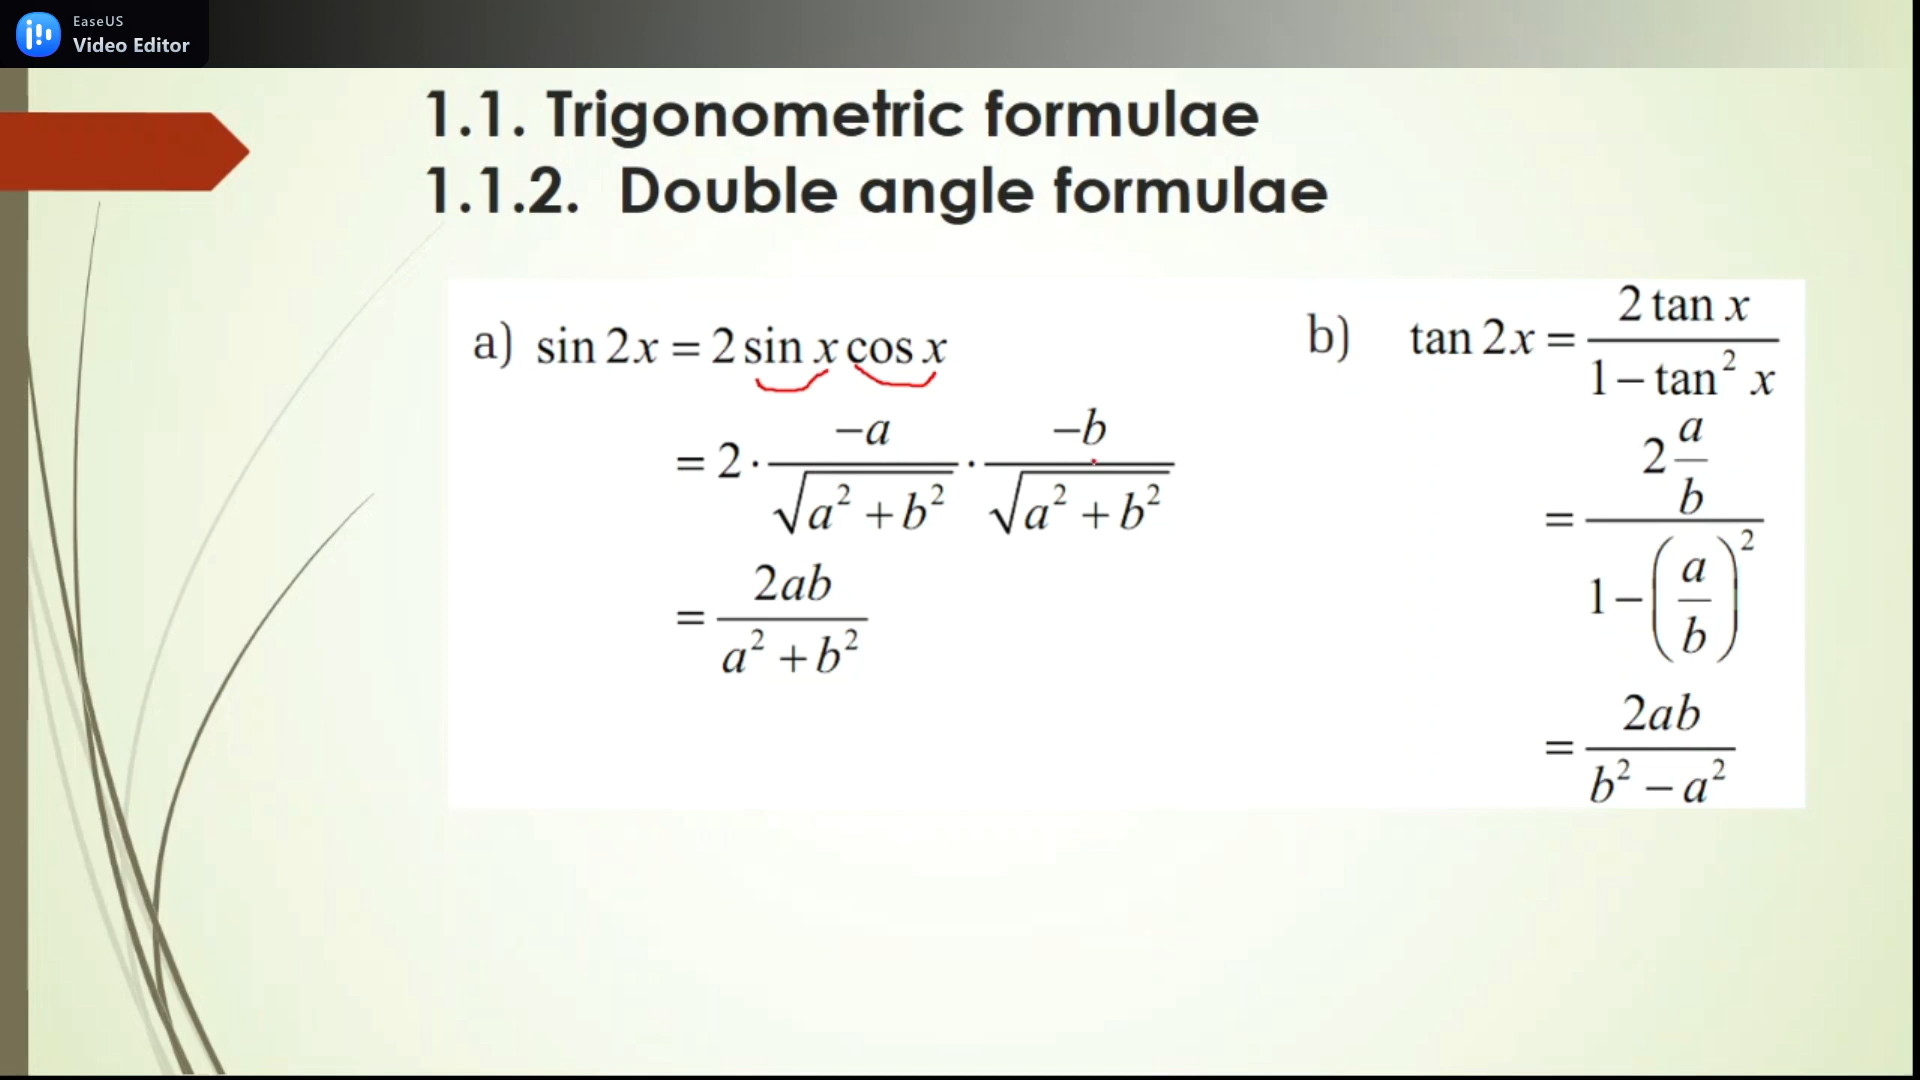 EaseUS
Video Editor
1.1. Trigonometric formulae
1.1.2. Double angle formulae
a) sin 2x = 2 sin x cos x
= 2 · −a/√(a² + b²) · −b/√(a² + b²)
= 2ab/(a² + b²)
b) tan 2x = 2 tan x/(1 − tan² x)
= 2 a/b / (1 − (a/b)²)
= 2ab/(b² − a²)